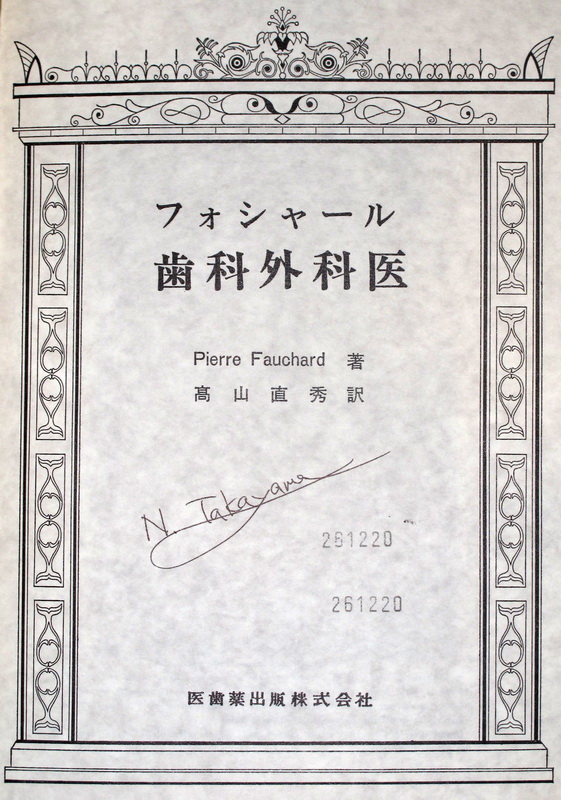 フォシャール
歯科外科医
Pierre Fauchard 著
髙山直秀訳
N. Takayama
261220
261220
医歯薬出版株式会社